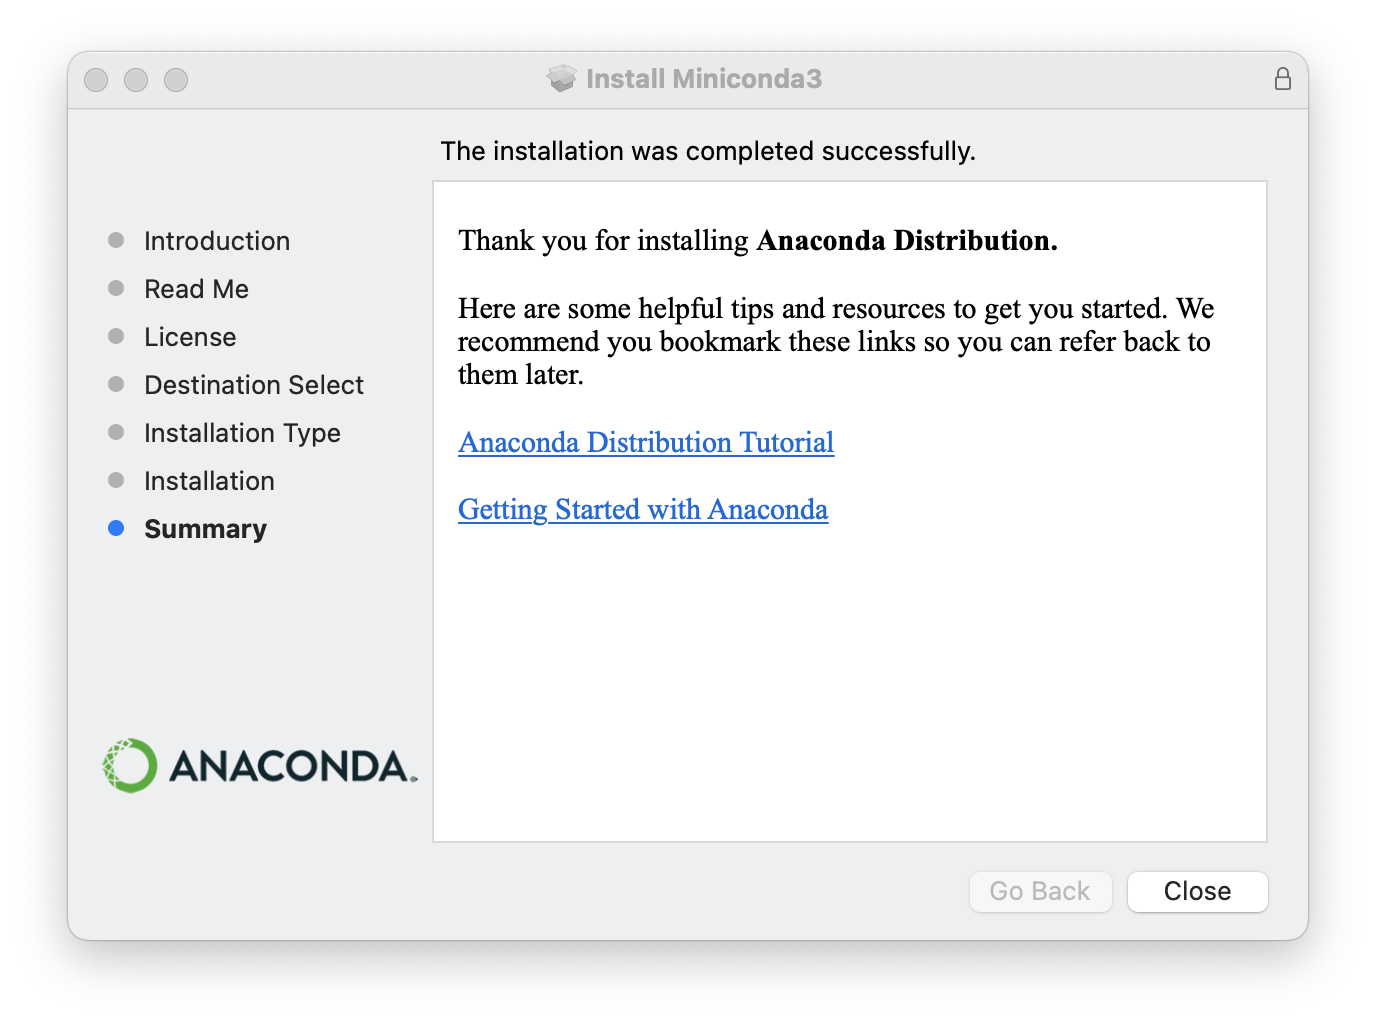 Install Miniconda3
The installation was completed successfully.
Introduction
Read Me
License
Destination Select
Installation Type
Installation
Summary
Thank you for installing Anaconda Distribution.
Here are some helpful tips and resources to get you started. We
recommend you bookmark these links so you can refer back to
them later.
Anaconda Distribution Tutorial
Getting Started with Anaconda
ANACONDA.
Go Back
Close